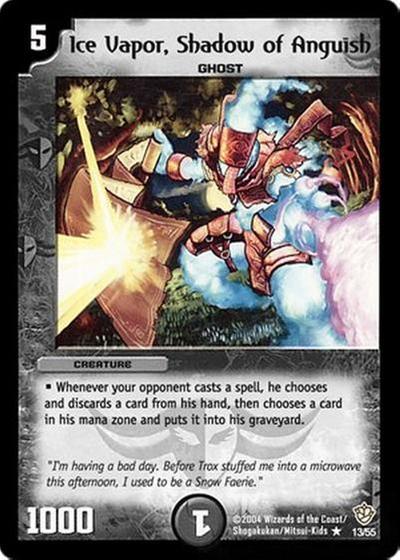 5 Ice Vapor, Shadow of Anguish
GHOST
CREATURE
▪ Whenever your opponent casts a spell, he chooses
and discards a card from his hand, then chooses a card
in his mana zone and puts it into his graveyard.
"I'm having a bad day. Before Trox stuffed me into a microwave
this afternoon, I used to be a Snow Faerie."
1000
1
©2004 Wizards of the Coast/
Shogakukan/Mitsui-Kids ★ 13/55